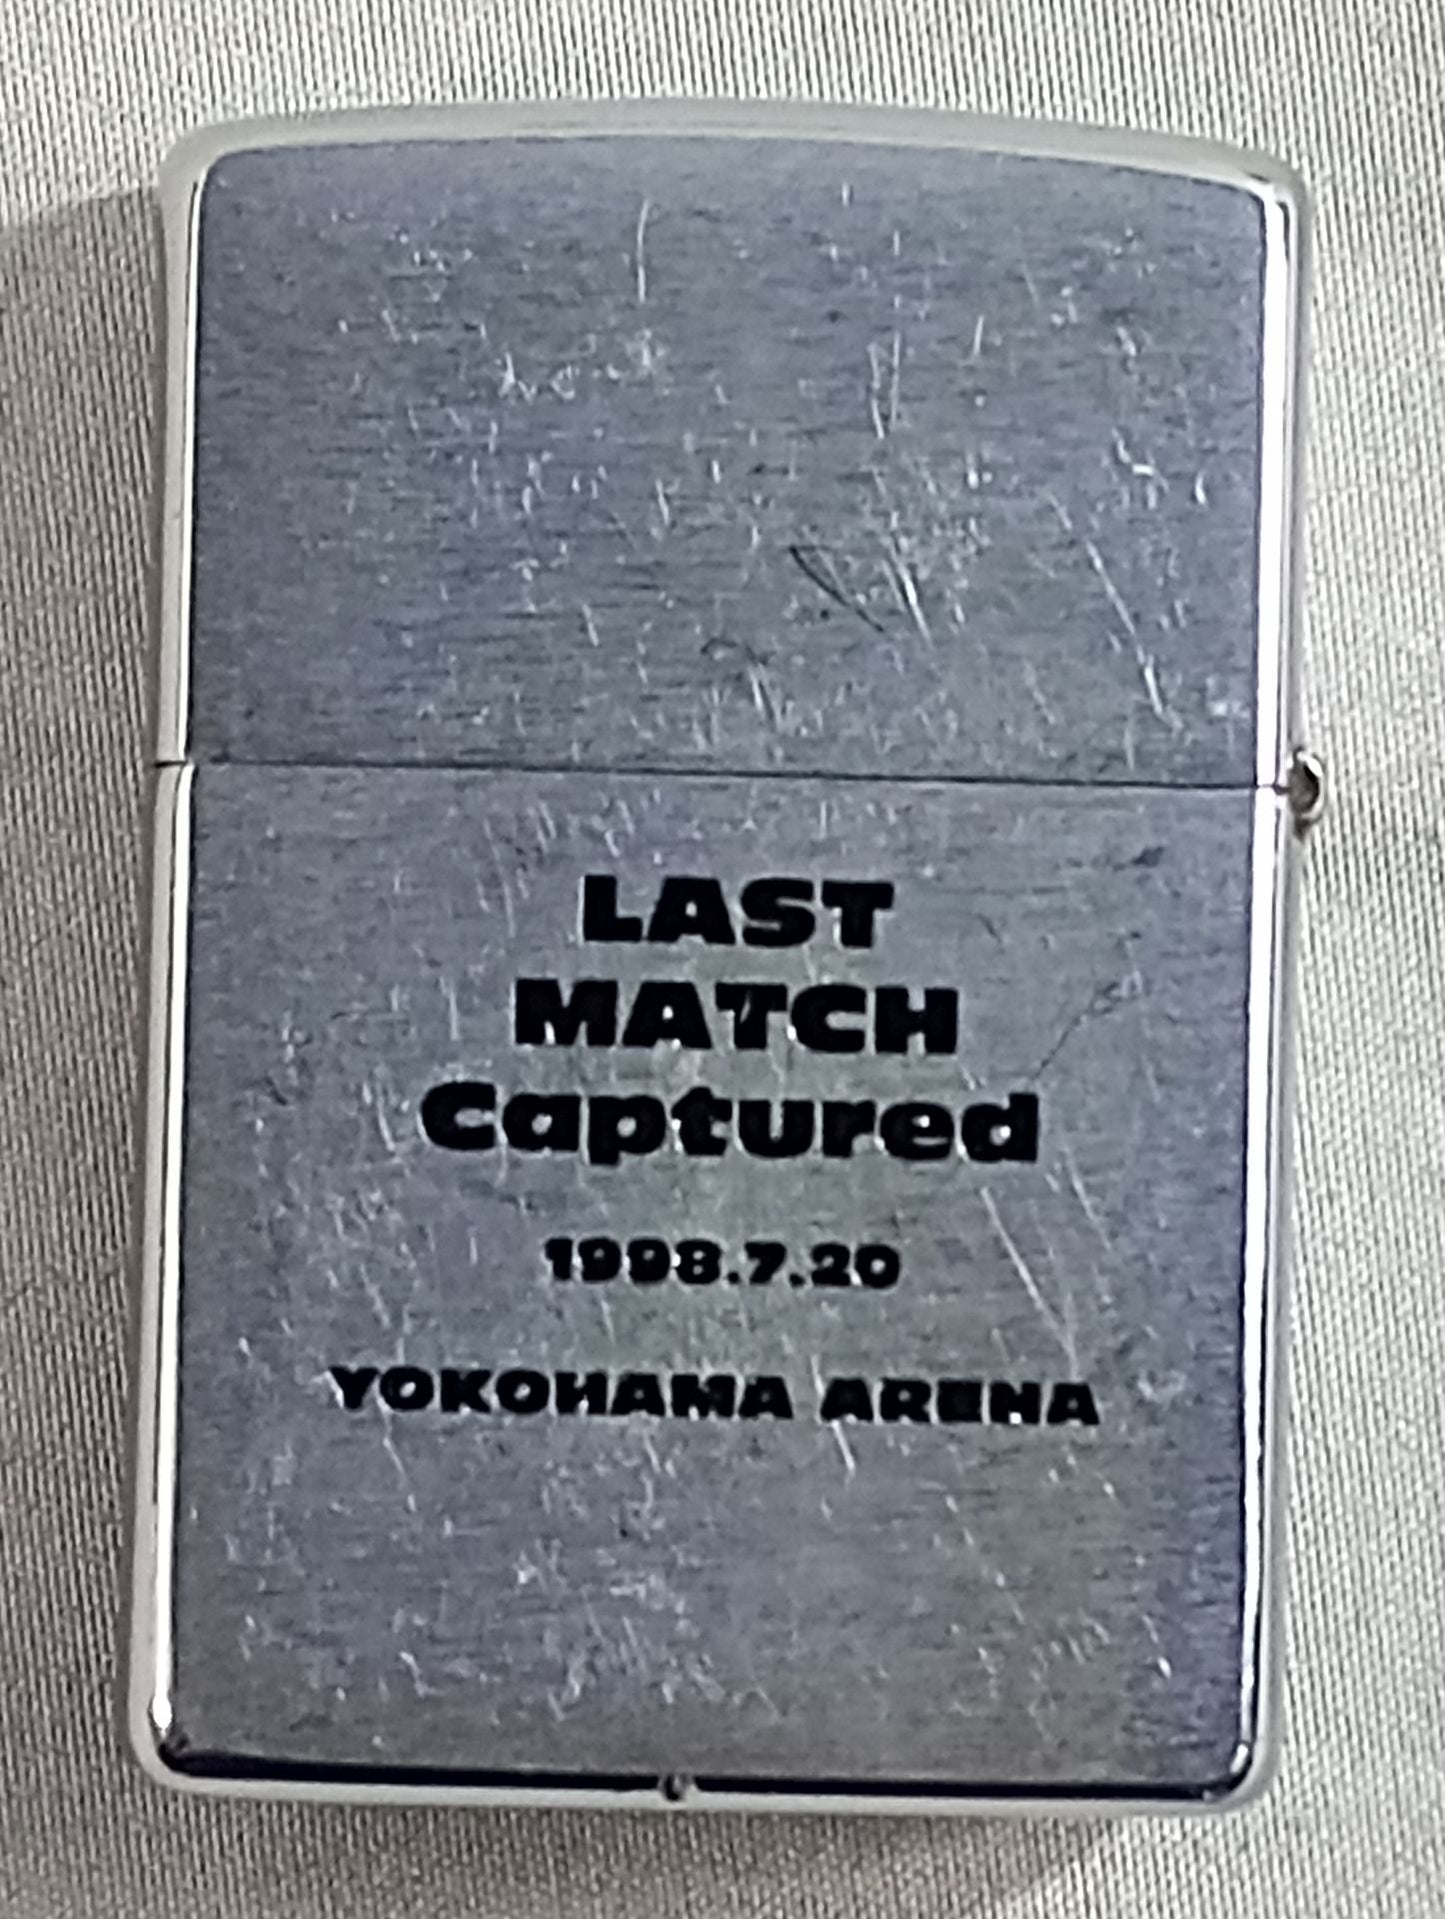 LAST
MATCH
Captured
1998.7.20
YOKOHAMA ARENA